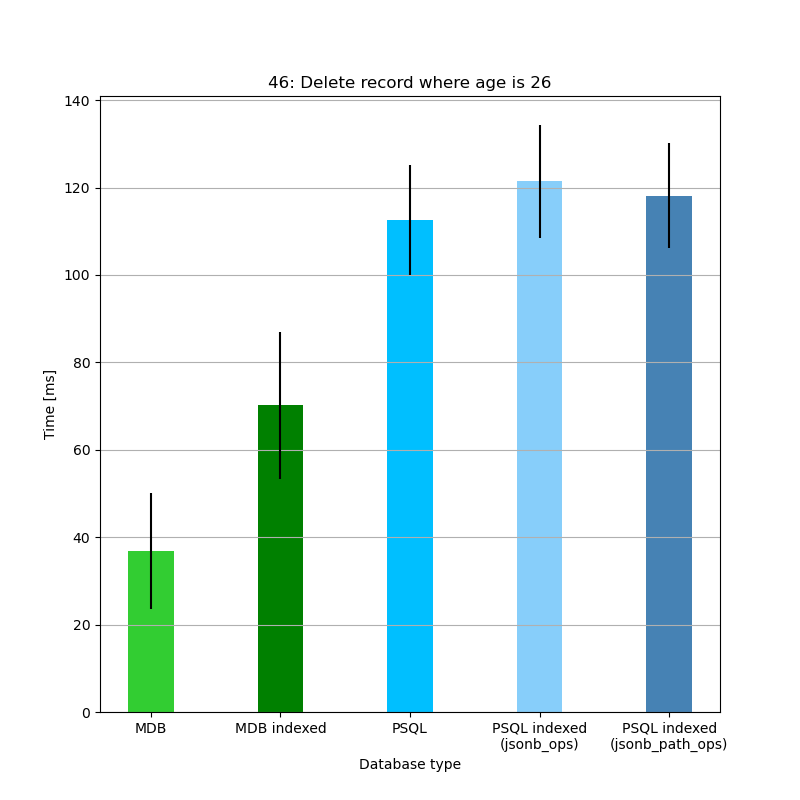 46: Delete record where age is 26
Time [ms]
140
120
100
80
60
40
20
0
MDB
MDB indexed
PSQL
PSQL indexed
(jsonb_ops)
PSQL indexed
(jsonb_path_ops)
Database type